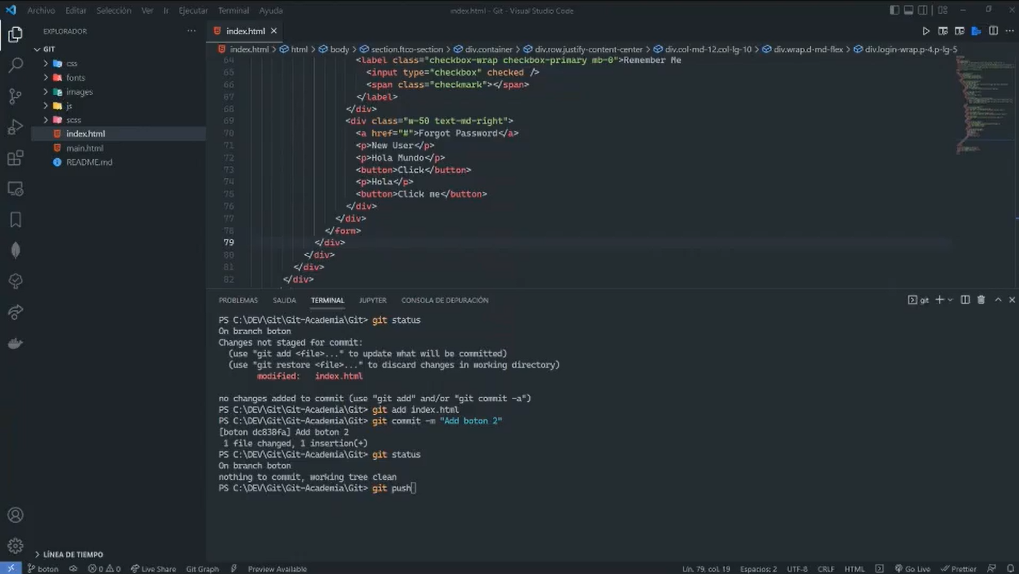 Archivo Editar Selección Ver Ir Ejecutar Terminal Ayuda
index.html - Git - Visual Studio Code
EXPLORADOR
GIT
css
fonts
images
js
scss
index.html
main.html
README.md
LÍNEA DE TIEMPO
index.html
index.html > html > body > section.ftco-section > div.container > div.row.justify-content-center > div.col-md-12.col-lg-10 > div.wrap.d-md-flex > div.login-wrap.p-4.p-lg-5
64 <label class="checkbox-wrap checkbox-primary mb-0">Remember Me
65 <input type="checkbox" checked />
66 <span class="checkmark"></span>
67 </label>
68 </div>
69 <div class="w-50 text-md-right">
70 <a href="#">Forgot Password</a>
71 <p>New User</p>
72 <p>Hola Mundo</p>
73 <button>Click</button>
74 <p>Hola</p>
75 <button>Click me</button>
76 </div>
77 </div>
78 </form>
79 </div>
80 </div>
81 </div>
82 </div>
PROBLEMAS SALIDA TERMINAL JUPYTER CONSOLA DE DEPURACIÓN
git
PS C:\DEV\Git\Git-Academia\Git> git status
On branch boton
Changes not staged for commit:
(use "git add <file>..." to update what will be committed)
(use "git restore <file>..." to discard changes in working directory)
modified: index.html
no changes added to commit (use "git add" and/or "git commit -a")
PS C:\DEV\Git\Git-Academia\Git> git add index.html
PS C:\DEV\Git\Git-Academia\Git> git commit -m "Add boton 2"
[boton dc838fa] Add boton 2
1 file changed, 1 insertion(+)
PS C:\DEV\Git\Git-Academia\Git> git status
On branch boton
nothing to commit, working tree clean
PS C:\DEV\Git\Git-Academia\Git> git push
boton 0 0 Live Share Git Graph Preview Available
Lín. 79, col. 19 Espacios: 2 UTF-8 CRLF HTML Go Live Prettier